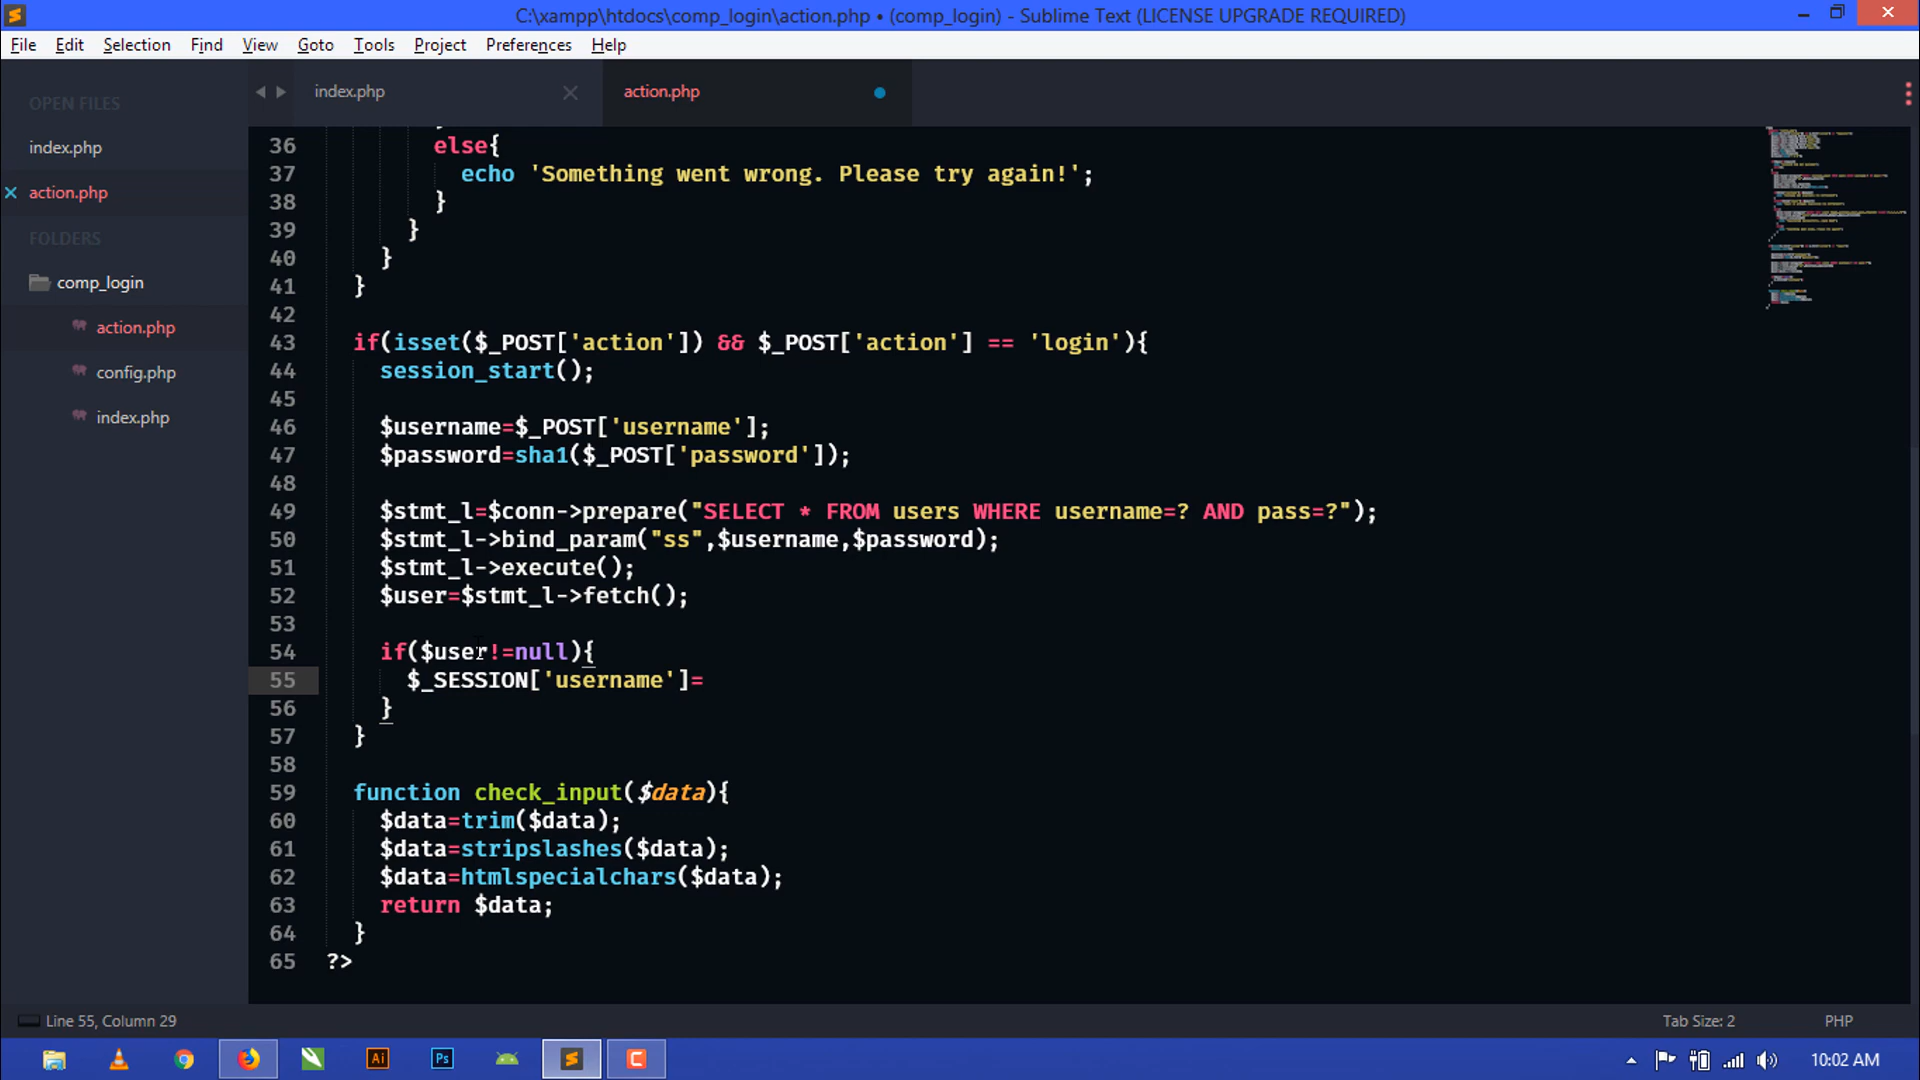 C:\xampp\htdocs\comp_login\action.php • (comp_login) - Sublime Text (LICENSE UPGRADE REQUIRED)
File Edit Selection Find View Goto Tools Project Preferences Help
OPEN FILES
index.php
action.php
FOLDERS
comp_login
action.php
config.php
index.php
index.php
action.php
36 else{
37 echo 'Something went wrong. Please try again!';
38 }
39 }
40 }
41 }
42
43 if(isset($_POST['action']) && $_POST['action'] == 'login'){
44 session_start();
45
46 $username=$_POST['username'];
47 $password=sha1($_POST['password']);
48
49 $stmt_l=$conn->prepare("SELECT * FROM users WHERE username=? AND pass=?");
50 $stmt_l->bind_param("ss",$username,$password);
51 $stmt_l->execute();
52 $user=$stmt_l->fetch();
53
54 if($user!=null){
55 $_SESSION['username']=
56 }
57 }
58
59 function check_input($data){
60 $data=trim($data);
61 $data=stripslashes($data);
62 $data=htmlspecialchars($data);
63 return $data;
64 }
65 ?>
Line 55, Column 29
Tab Size: 2
PHP
Ai
Ps
C
10:02 AM